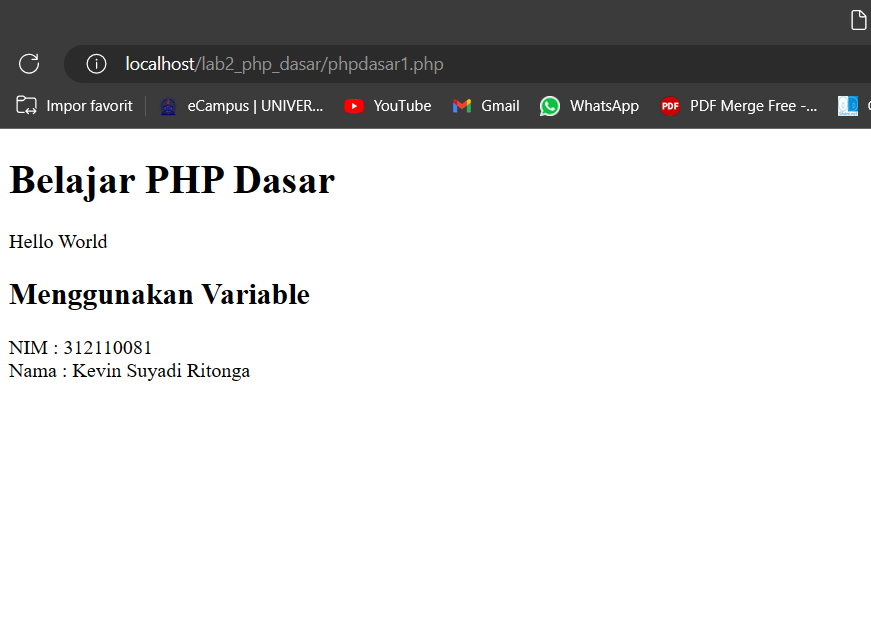 localhost/lab2_php_dasar/phpdasar1.php
Impor favorit eCampus | UNIVER... YouTube Gmail WhatsApp PDF PDF Merge Free -...
Belajar PHP Dasar
Hello World
Menggunakan Variable
NIM : 312110081
Nama : Kevin Suyadi Ritonga